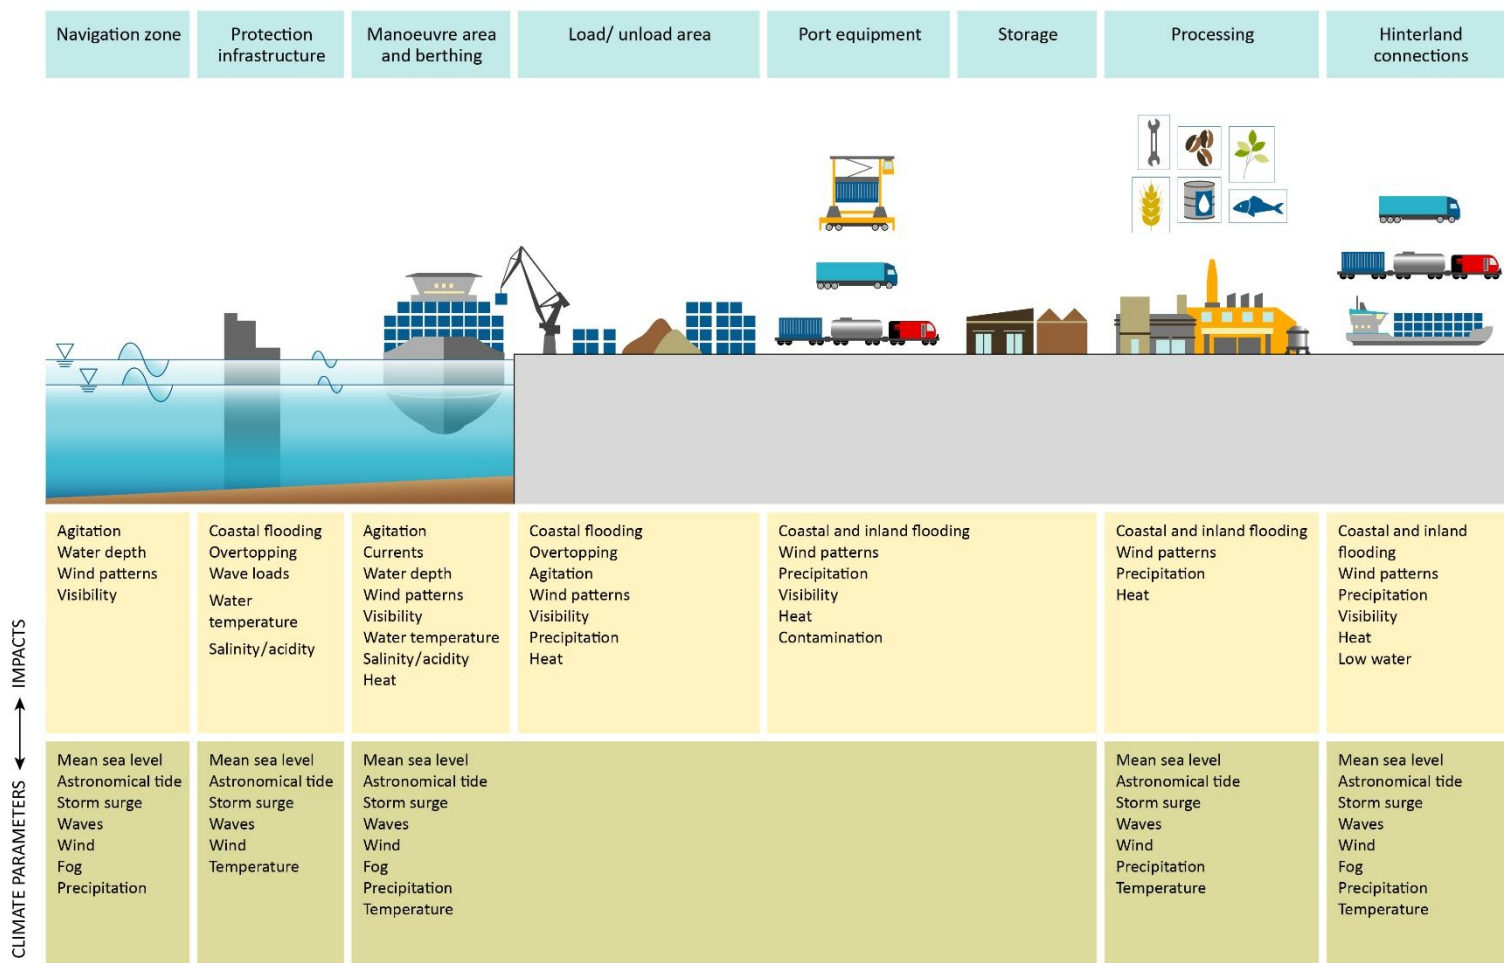 Navigation zone
Protection
infrastructure
Manoeuvre area
and berthing
Load/ unload area
Port equipment
Storage
Processing
Hinterland
connections
IMPACTS
Agitation
Water depth
Wind patterns
Visibility
Coastal flooding
Overtopping
Wave loads
Water
temperature
Salinity/acidity
Agitation
Currents
Water depth
Wind patterns
Visibility
Water temperature
Salinity/acidity
Heat
Coastal flooding
Overtopping
Agitation
Wind patterns
Visibility
Precipitation
Heat
Coastal and inland flooding
Wind patterns
Precipitation
Visibility
Heat
Contamination
Coastal and inland flooding
Wind patterns
Precipitation
Heat
Coastal and inland
flooding
Wind patterns
Precipitation
Visibility
Heat
Low water
CLIMATE PARAMETERS
Mean sea level
Astronomical tide
Storm surge
Waves
Wind
Fog
Precipitation
Mean sea level
Astronomical tide
Storm surge
Waves
Wind
Temperature
Mean sea level
Astronomical tide
Storm surge
Waves
Wind
Fog
Precipitation
Temperature
Mean sea level
Astronomical tide
Storm surge
Waves
Wind
Precipitation
Temperature
Mean sea level
Astronomical tide
Storm surge
Waves
Wind
Fog
Precipitation
Temperature